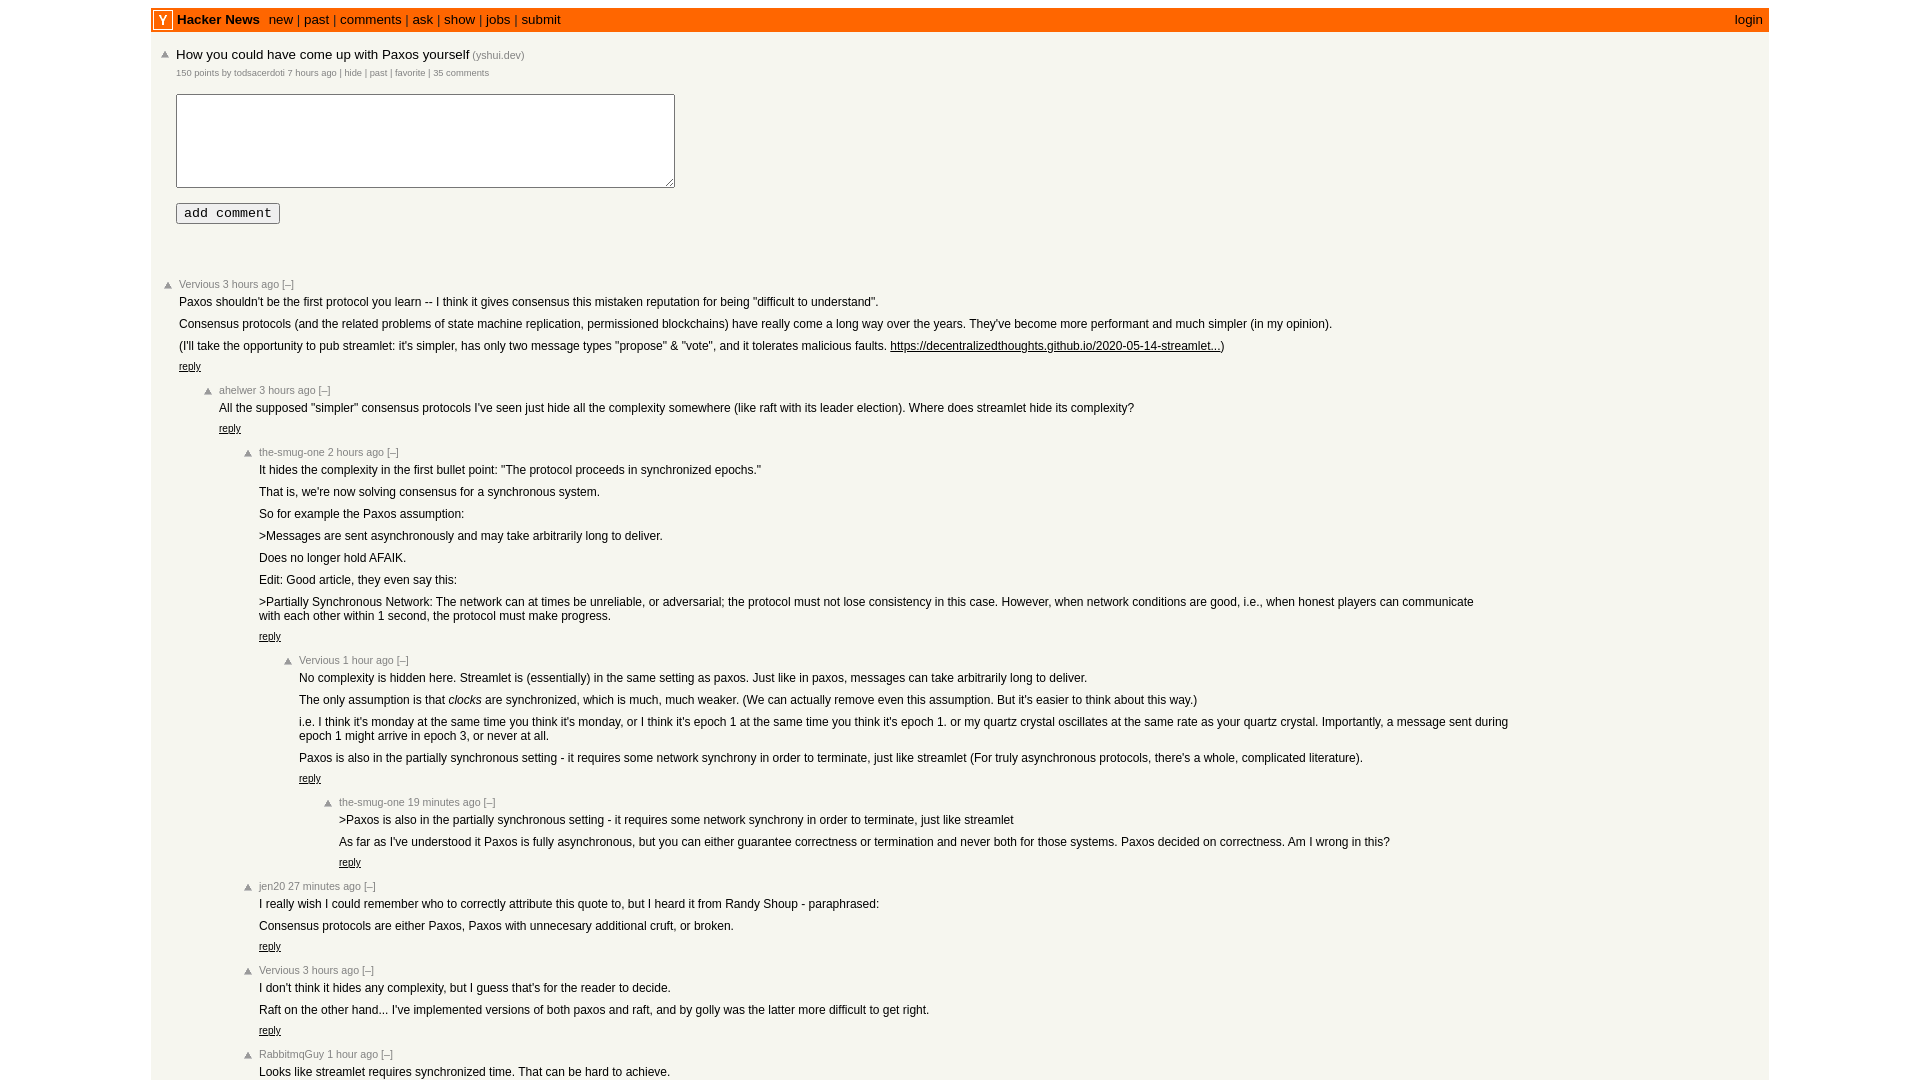 Y Hacker News new | past | comments | ask | show | jobs | submit login
How you could have come up with Paxos yourself (yshui.dev)
150 points by todsacerdoti 7 hours ago | hide | past | favorite | 35 comments
add comment
Vervious 3 hours ago [–]
Paxos shouldn't be the first protocol you learn -- I think it gives consensus this mistaken reputation for being "difficult to understand".
Consensus protocols (and the related problems of state machine replication, permissioned blockchains) have really come a long way over the years. They've become more performant and much simpler (in my opinion).
(I'll take the opportunity to pub streamlet: it's simpler, has only two message types "propose" & "vote", and it tolerates malicious faults. https://decentralizedthoughts.github.io/2020-05-14-streamlet...)
reply
ahelwer 3 hours ago [–]
All the supposed "simpler" consensus protocols I've seen just hide all the complexity somewhere (like raft with its leader election). Where does streamlet hide its complexity?
reply
the-smug-one 2 hours ago [–]
It hides the complexity in the first bullet point: "The protocol proceeds in synchronized epochs."
That is, we're now solving consensus for a synchronous system.
So for example the Paxos assumption:
>Messages are sent asynchronously and may take arbitrarily long to deliver.
Does no longer hold AFAIK.
Edit: Good article, they even say this:
>Partially Synchronous Network: The network can at times be unreliable, or adversarial; the protocol must not lose consistency in this case. However, when network conditions are good, i.e., when honest players can communicate
with each other within 1 second, the protocol must make progress.
reply
Vervious 1 hour ago [–]
No complexity is hidden here. Streamlet is (essentially) in the same setting as paxos. Just like in paxos, messages can take arbitrarily long to deliver.
The only assumption is that clocks are synchronized, which is much, much weaker. (We can actually remove even this assumption. But it's easier to think about this way.)
i.e. I think it's monday at the same time you think it's monday, or I think it's epoch 1 at the same time you think it's epoch 1. or my quartz crystal oscillates at the same rate as your quartz crystal. Importantly, a message sent during
epoch 1 might arrive in epoch 3, or never at all.
Paxos is also in the partially synchronous setting - it requires some network synchrony in order to terminate, just like streamlet (For truly asynchronous protocols, there's a whole, complicated literature).
reply
the-smug-one 19 minutes ago [–]
>Paxos is also in the partially synchronous setting - it requires some network synchrony in order to terminate, just like streamlet
As far as I've understood it Paxos is fully asynchronous, but you can either guarantee correctness or termination and never both for those systems. Paxos decided on correctness. Am I wrong in this?
reply
jen20 27 minutes ago [–]
I really wish I could remember who to correctly attribute this quote to, but I heard it from Randy Shoup - paraphrased:
Consensus protocols are either Paxos, Paxos with unnecesary additional cruft, or broken.
reply
Vervious 3 hours ago [–]
I don't think it hides any complexity, but I guess that's for the reader to decide.
Raft on the other hand... I've implemented versions of both paxos and raft, and by golly was the latter more difficult to get right.
reply
RabbitmqGuy 1 hour ago [–]
Looks like streamlet requires synchronized time. That can be hard to achieve.